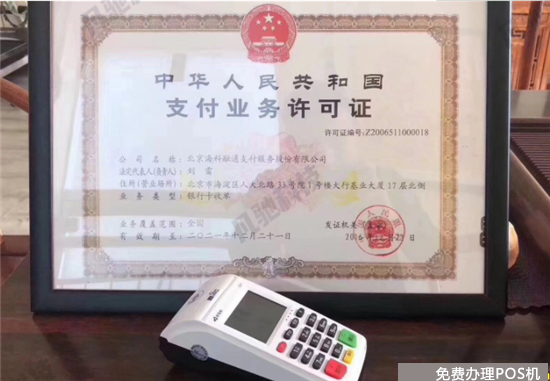 中华人民共和国
支付业务许可证
许可证编号:Z2006511000018
公司名称:北京海科融通支付服务股份有限公司
法定代表人(负责人):刘雷
住所(营业场所):北京市海淀区人大北路33号院1号楼大行基业大厦17层北侧
业务类型:银行卡收单
业务覆盖范围:全国
有效期至:二〇二一年十二月二十一日
发证机关
免费办理POS机